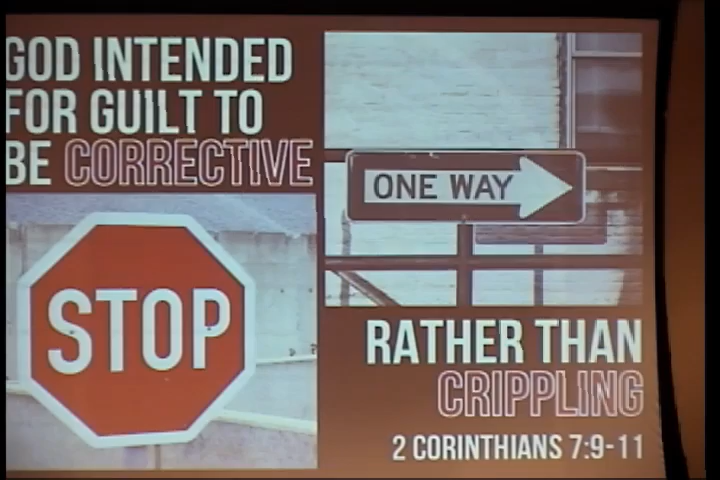 GOD INTENDED
FOR GUILT TO
BE CORRECTIVE
STOP
ONE WAY
RATHER THAN
CRIPPLING
2 CORINTHIANS 7:9-11